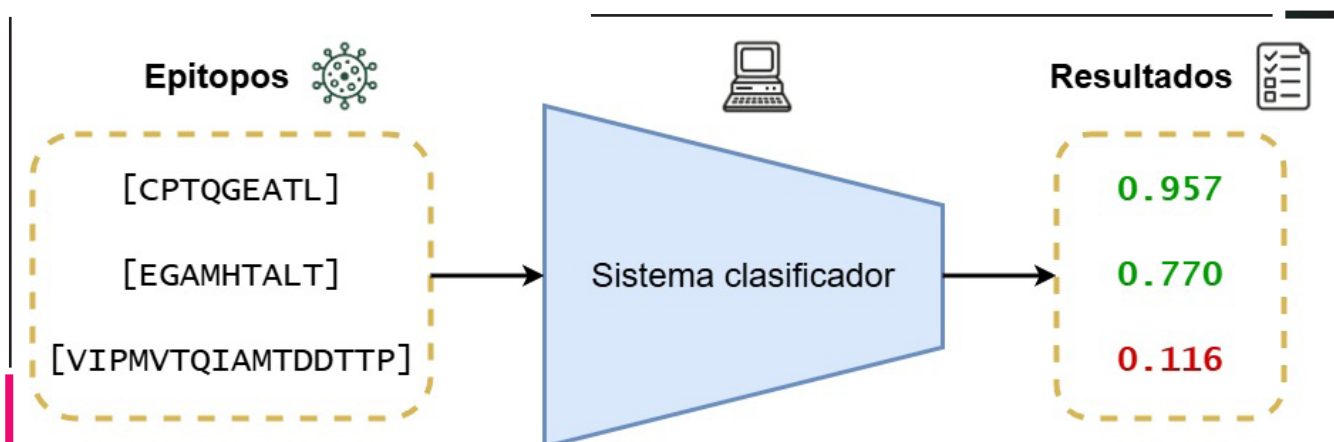 Epitopos
[CPTQGEATL]
[EGAMHTALT]
[VIPMVTQIAMTDDTTP]
Sistema clasificador
Resultados
0.957
0.770
0.116